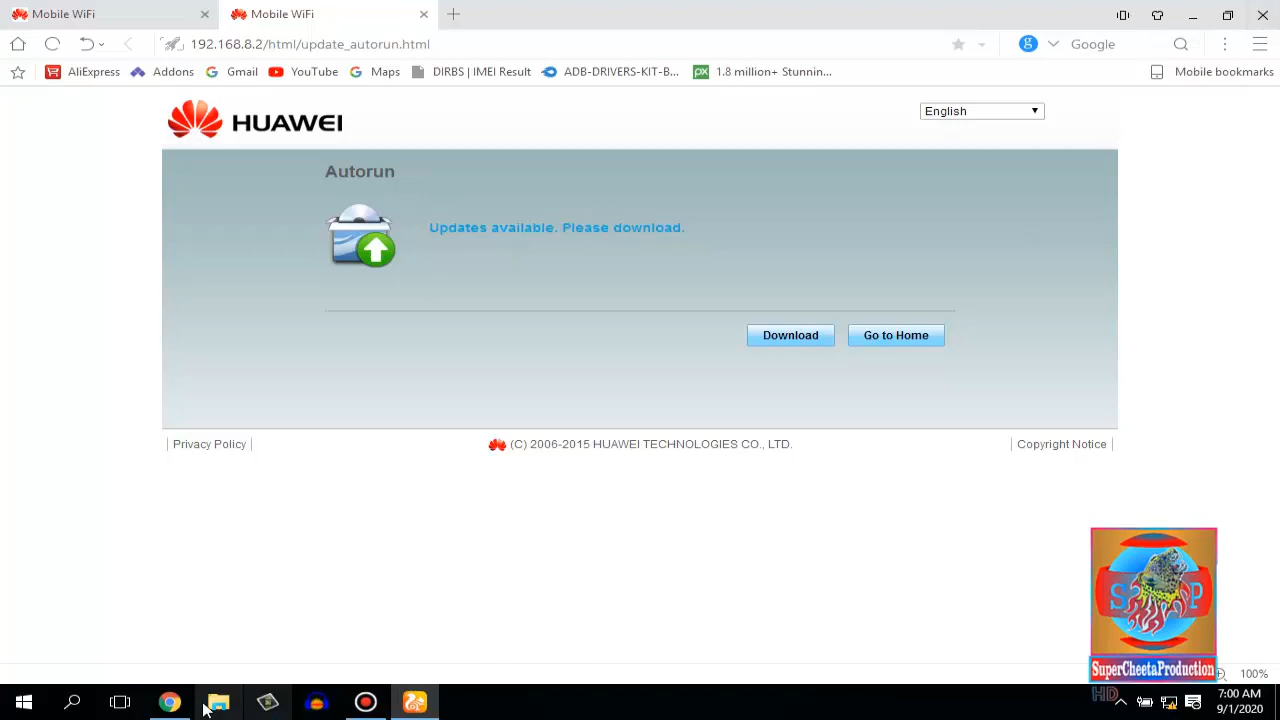 Mobile WiFi
Mobile WiFi
192.168.8.2/html/update_autorun.html
Google
AliExpress
Addons
Gmail
YouTube
Maps
DIRBS | IMEI Result
ADB-DRIVERS-KIT-B...
px 1.8 million+ Stunnin...
Mobile bookmarks
HUAWEI
English
Autorun
Updates available. Please download.
Download
Go to Home
Privacy Policy
(C) 2006-2015 HUAWEI TECHNOLOGIES CO., LTD.
Copyright Notice
S P
SuperCheetaProduction
HD
100%
7:00 AM
9/1/2020